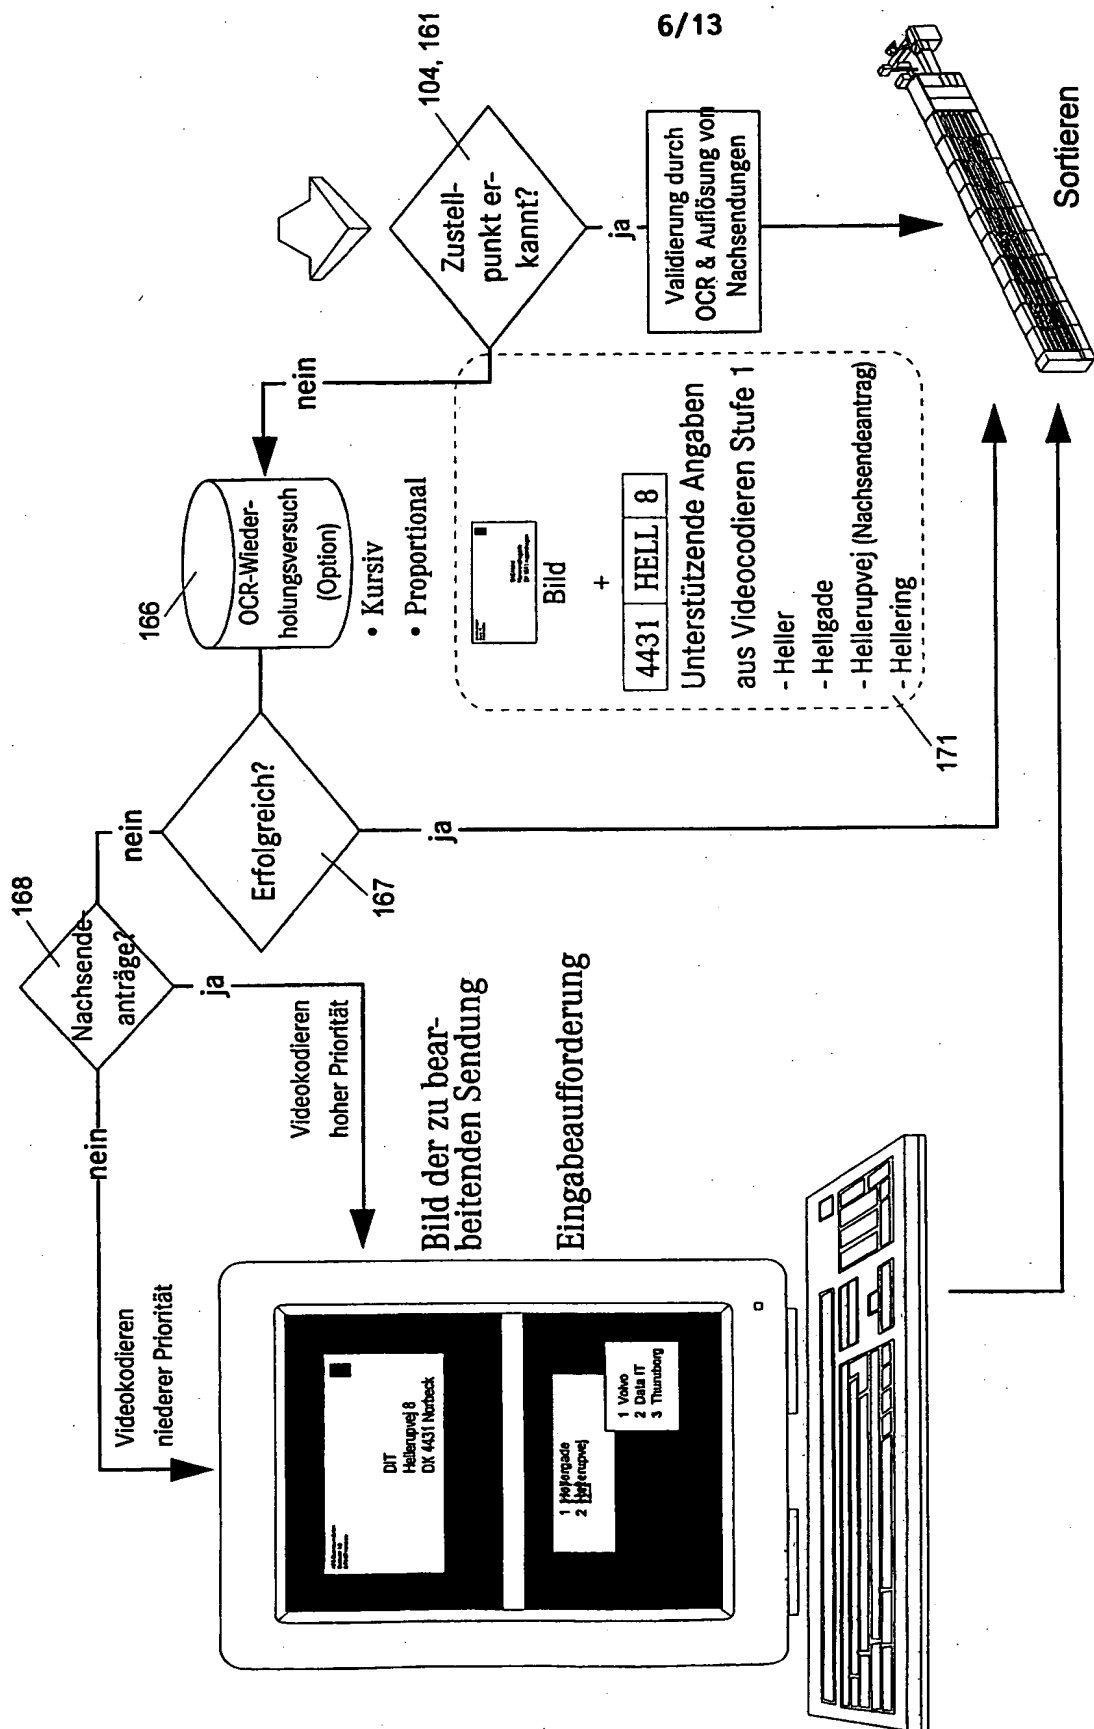 6/13
104, 161
Zustell-
punkt er-
kannt?
ja
nein
Validierung durch
OCR & Auflösung von
Nachsendungen
Sortieren
166
OCR-Wieder-
holungsversuch
(Option)
• Kursiv
• Proportional
Bild
+
4431 HELL 8
Unterstützende Angaben
aus Videocodieren Stufe 1
- Heller
- Hellgade
- Hellerupvej (Nachsendeantrag)
- Hellering
171
Erfolgreich?
167
nein
ja
168
Nachsende-
anträge?
ja
nein
Videokodieren
hoher Priorität
Videokodieren
niederer Priorität
Bild der zu bear-
beitenden Sendung
Eingabeaufforderung
DIT
Hellerupvej 8
DK 4431 Norbeck
1 Hellergade
2 Hellerupvej
1 Volvo
2 Data IT
3 Thunborg